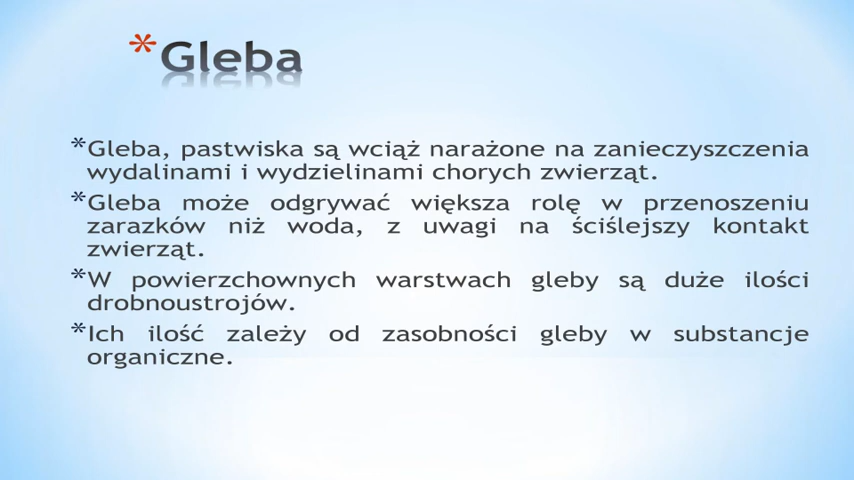 *Gleba
*Gleba, pastwiska są wciąż narażone na zanieczyszczenia
wydalinami i wydzielinami chorych zwierząt.
*Gleba może odgrywać większa rolę w przenoszeniu
zarazków niż woda, z uwagi na ściślejszy kontakt
zwierząt.
*W powierzchownych warstwach gleby są duże ilości
drobnoustrojów.
*Ich ilość zależy od zasobności gleby w substancje
organiczne.